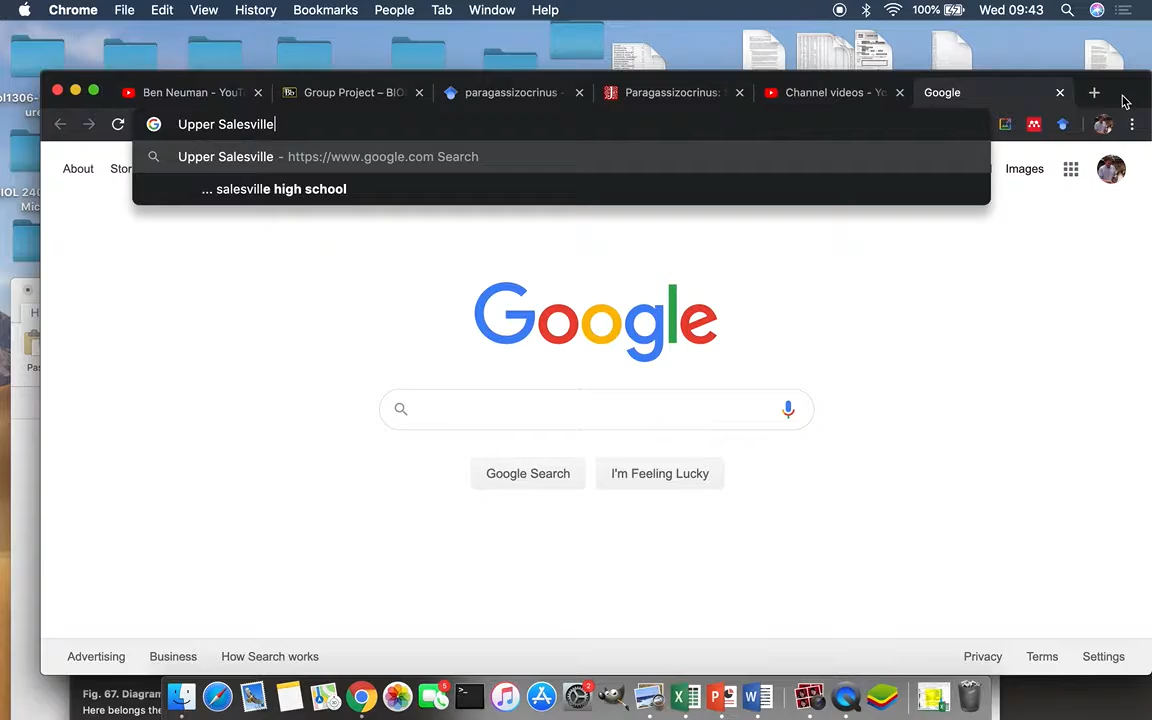 Chrome File Edit View History Bookmarks People Tab Window Help 100% Wed 09:43
Ben Neuman - YouT Group Project – BIO paragassizocrinus - Paragassizocrinus: Channel videos - Yo Google
Upper Salesville
Upper Salesville - https://www.google.com Search
... salesville high school
About Stor Images
Google
Google Search I'm Feeling Lucky
Advertising Business How Search works Privacy Terms Settings
Fig. 67. Diagram
Here belongs the